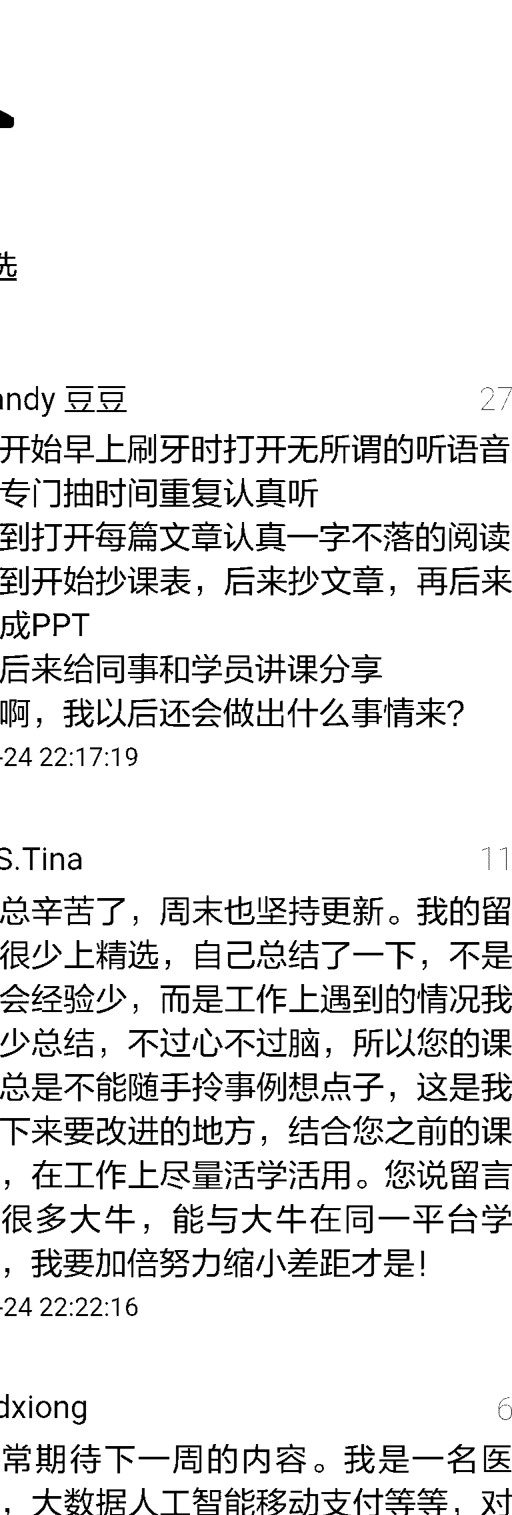 选
andy 豆豆 27
开始早上刷牙时打开无所谓的听语音
专门抽时间重复认真听
到打开每篇文章认真一字不落的阅读
到开始抄课表，后来抄文章，再后来
成PPT
后来给同事和学员讲课分享
啊，我以后还会做出什么事情来？
-24 22:17:19
S.Tina 11
总辛苦了，周末也坚持更新。我的留
很少上精选，自己总结了一下，不是
会经验少，而是工作上遇到的情况我
少总结，不过心不过脑，所以您的课
总是不能随手拎事例想点子，这是我
下来要改进的地方，结合您之前的课
，在工作上尽量活学活用。您说留言
很多大牛，能与大牛在同一平台学
，我要加倍努力缩小差距才是！
-24 22:22:16
dxiong 6
常期待下一周的内容。我是一名医
，大数据人工智能移动支付等等，对